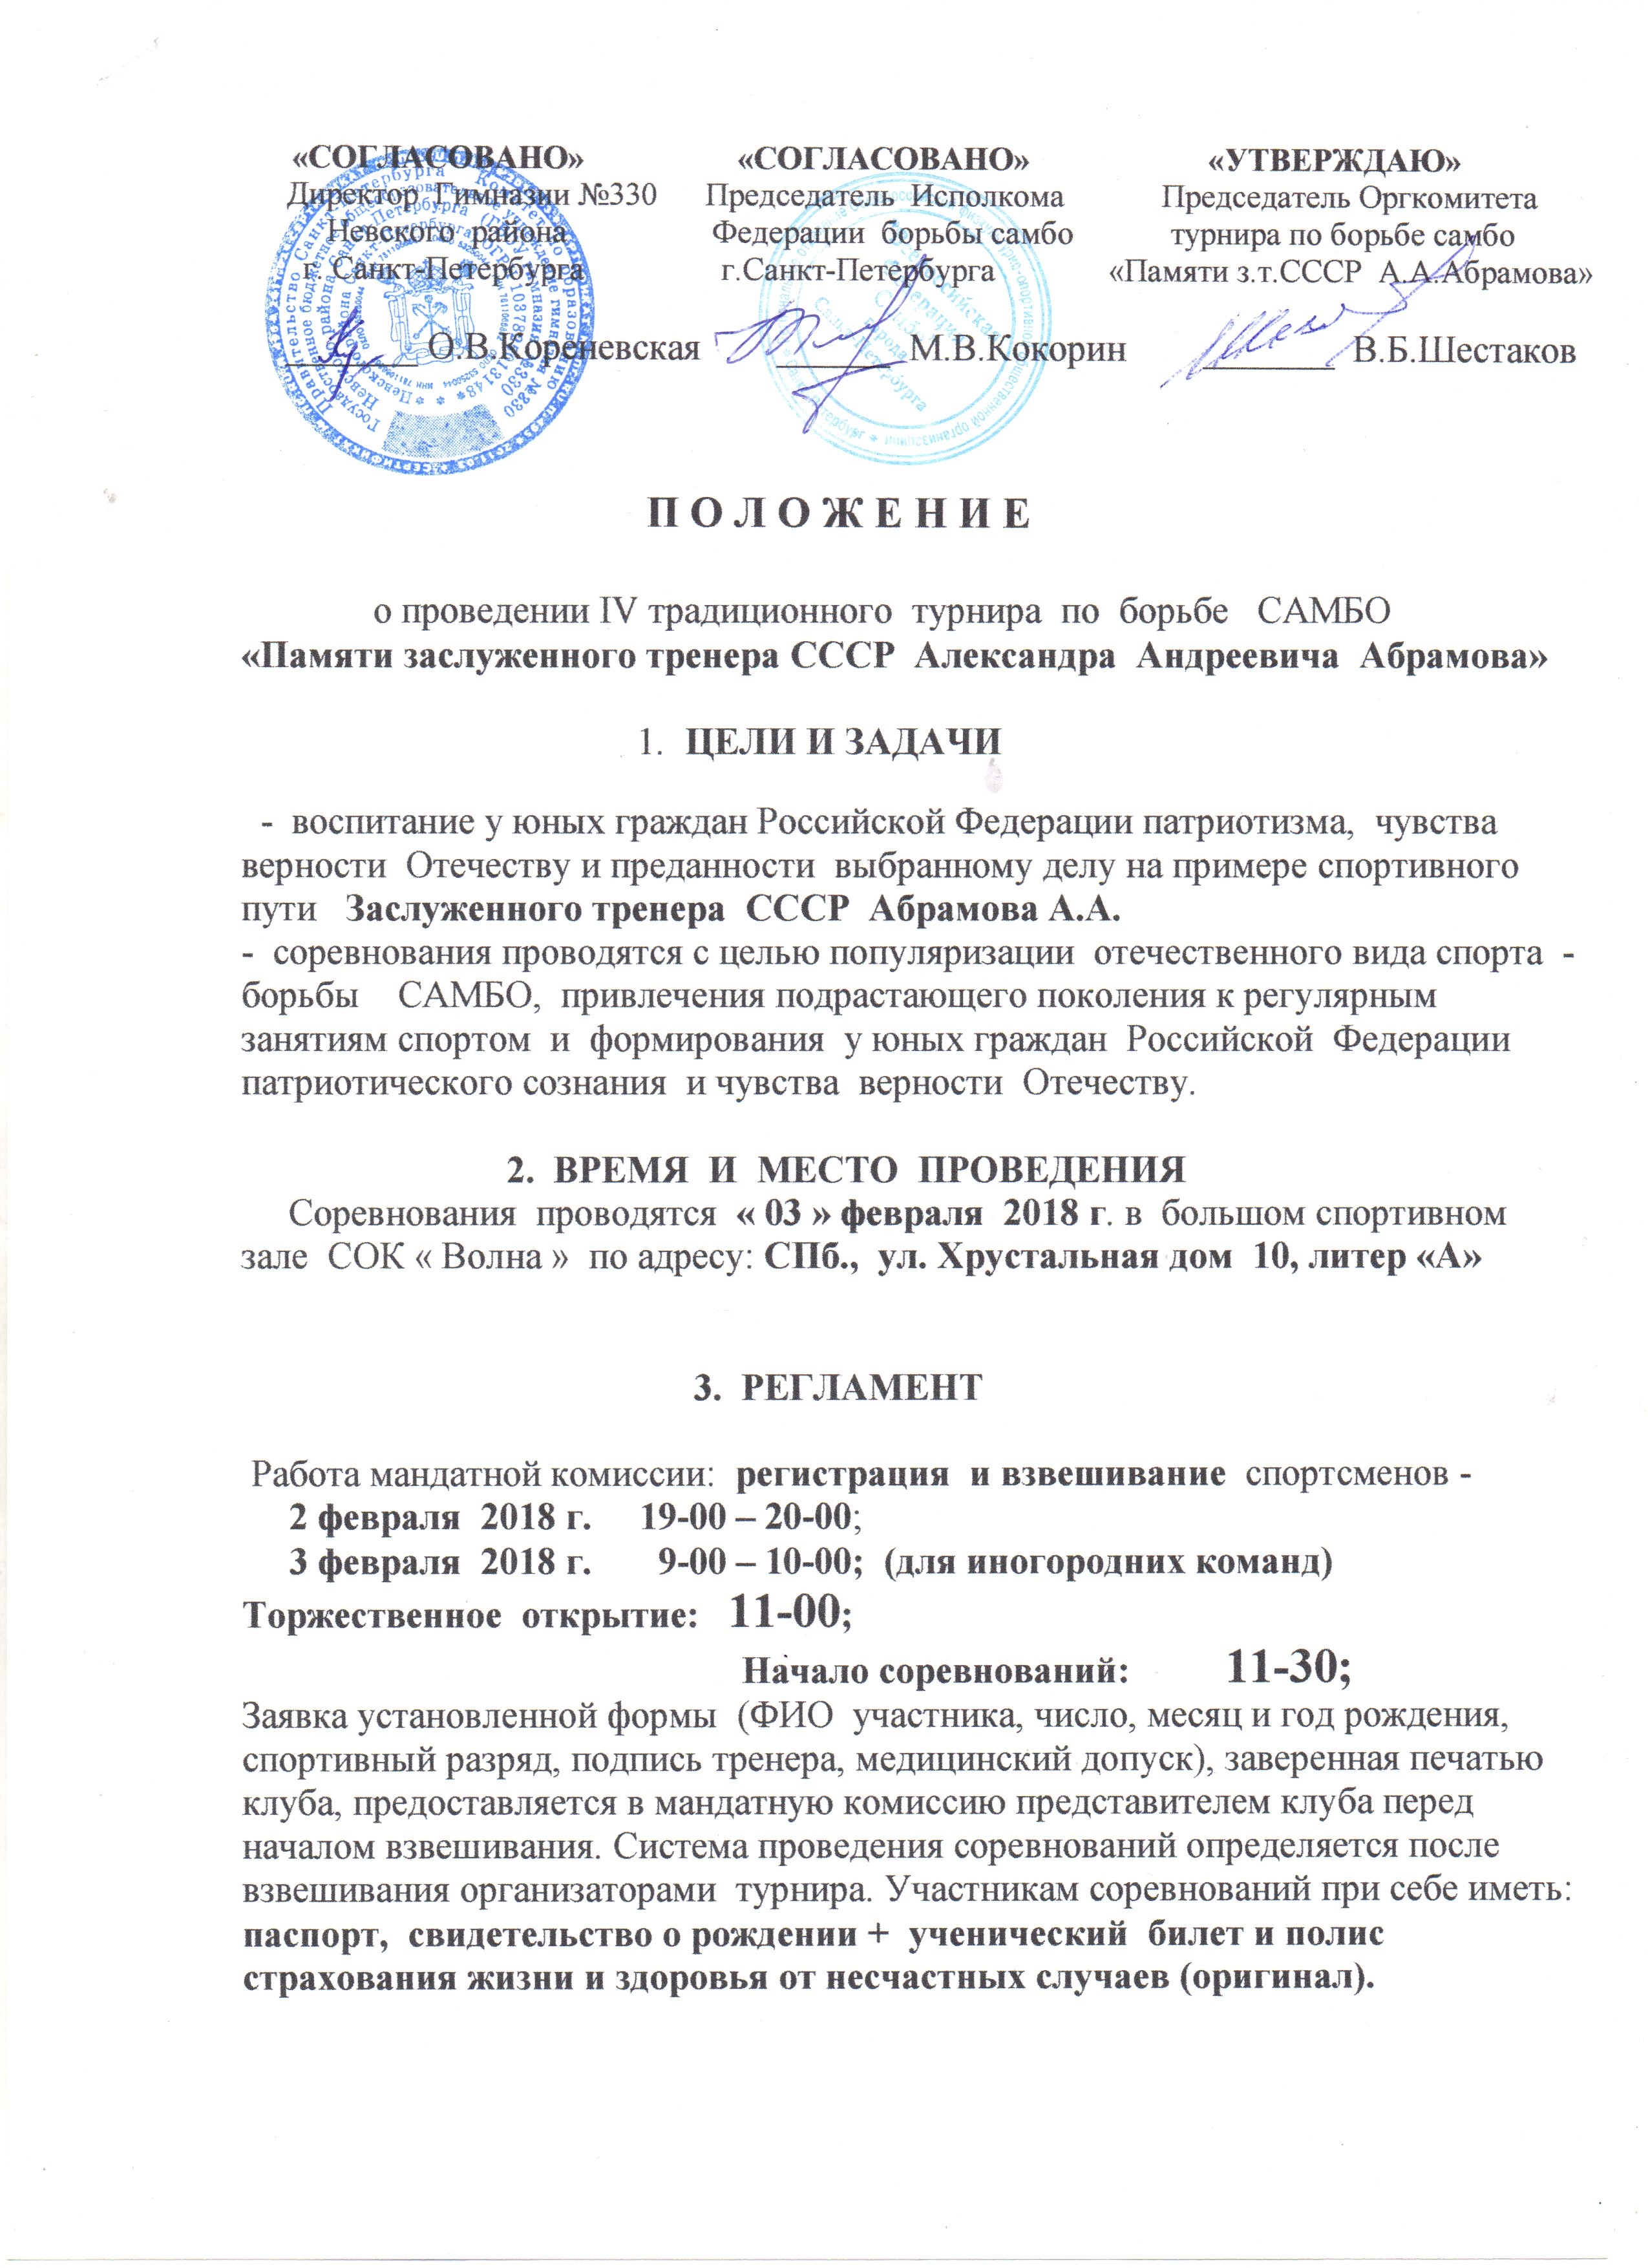 «СОГЛАСОВАНО»
Директор Гимназии №330
Невского района
г. Санкт-Петербурга
О.В.Кореневская
«СОГЛАСОВАНО»
Председатель Исполкома
Федерации борьбы самбо
г.Санкт-Петербурга
М.В.Кокорин
«УТВЕРЖДАЮ»
Председатель Оргкомитета
турнира по борьбе самбо
«Памяти з.т.СССР А.А.Абрамова»
В.Б.Шестаков
П О Л О Ж Е Н И Е
о проведении IV традиционного турнира по борьбе САМБО
«Памяти заслуженного тренера СССР Александра Андреевича Абрамова»
1. ЦЕЛИ И ЗАДАЧИ
- воспитание у юных граждан Российской Федерации патриотизма, чувства
верности Отечеству и преданности выбранному делу на примере спортивного
пути Заслуженного тренера СССР Абрамова А.А.
- соревнования проводятся с целью популяризации отечественного вида спорта -
борьбы САМБО, привлечения подрастающего поколения к регулярным
занятиям спортом и формирования у юных граждан Российской Федерации
патриотического сознания и чувства верности Отечеству.
2. ВРЕМЯ И МЕСТО ПРОВЕДЕНИЯ
Соревнования проводятся « 03 » февраля 2018 г. в большом спортивном
зале СОК « Волна » по адресу: СПб., ул. Хрустальная дом 10, литер «А»
3. РЕГЛАМЕНТ
Работа мандатной комиссии: регистрация и взвешивание спортсменов -
2 февраля 2018 г. 19-00 – 20-00;
3 февраля 2018 г. 9-00 – 10-00; (для иногородних команд)
Торжественное открытие: 11-00;
Начало соревнований: 11-30;
Заявка установленной формы (ФИО участника, число, месяц и год рождения,
спортивный разряд, подпись тренера, медицинский допуск), заверенная печатью
клуба, предоставляется в мандатную комиссию представителем клуба перед
началом взвешивания. Система проведения соревнований определяется после
взвешивания организаторами турнира. Участникам соревнований при себе иметь:
паспорт, свидетельство о рождении + ученический билет и полис
страхования жизни и здоровья от несчастных случаев (оригинал).